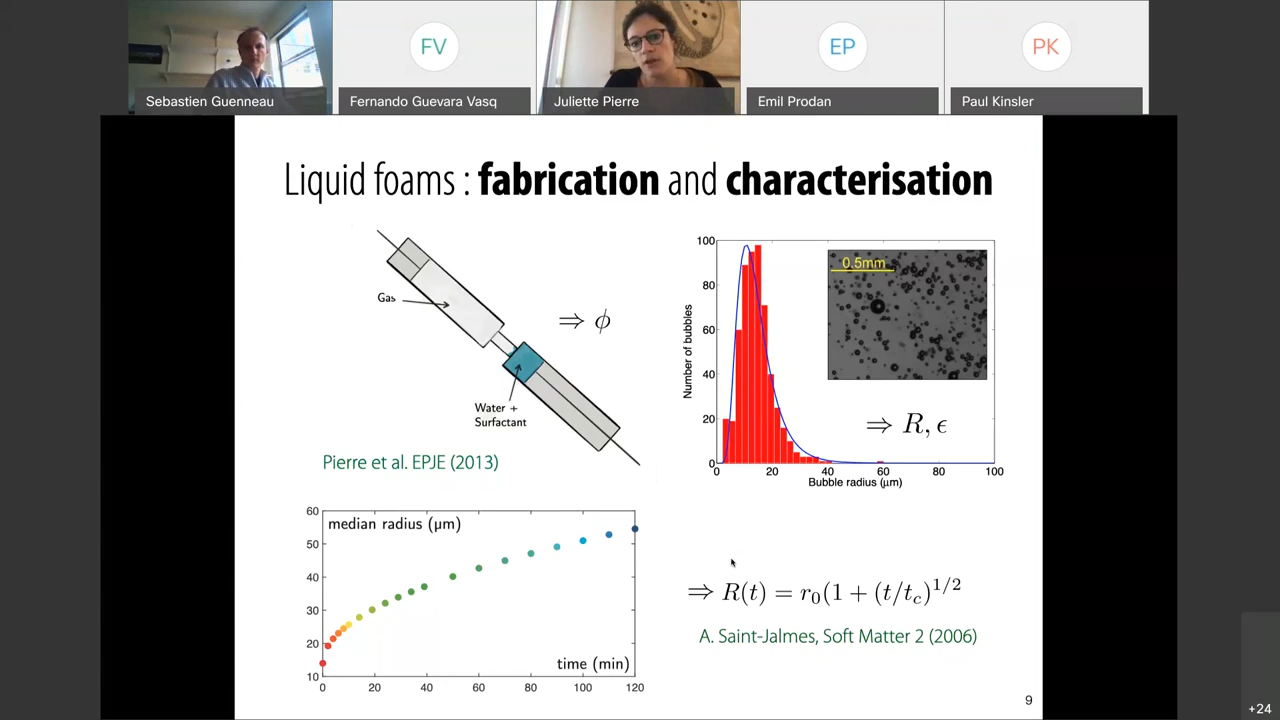 FV
EP
PK
Sebastien Guenneau
Fernando Guevara Vasq
Juliette Pierre
Emil Prodan
Paul Kinsler
Liquid foams : fabrication and characterisation
Gas
⇒ ϕ
Water +
Surfactant
Pierre et al. EPJE (2013)
100
80
60
40
20
0
Number of bubbles
0.5mm
⇒ R, ϵ
0 20 40 60 80 100
Bubble radius (μm)
60
50
40
30
20
10
median radius (μm)
time (min)
0 20 40 60 80 100 120
⇒ R(t) = r₀(1 + (t/t_c)^{1/2}
A. Saint-Jalmes, Soft Matter 2 (2006)
9
+24